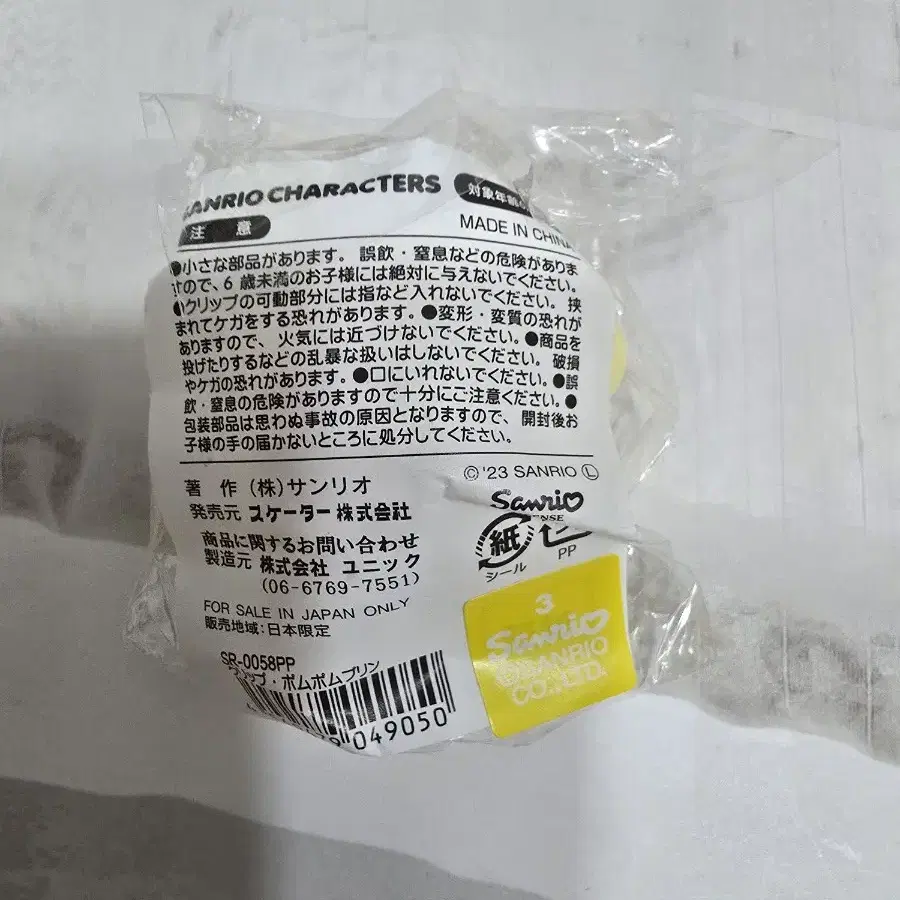 SANRIO CHARACTERS
対象年齢
注 意
MADE IN CHINA
●小さな部品があります。誤飲・窒息などの危険がありま
すので、6 歳未満のお子様には絶対に与えないでください。
●クリップの可動部分には指など入れないでください。挟
まれてケガをする恐れがあります。●変形・変質の恐れが
ありますので、火気には近づけないでください。●商品を
投げたりするなどの乱暴な扱いはしないでください。破損
やケガの恐れがあります。●口にいれないでください。●誤
飲・窒息の危険がありますので十分にご注意ください。●
包装部品は思わぬ事故の原因となりますので、開封後お
子様の手の届かないところに処分してください。
© '23 SANRIO Ⓛ
著 作 (株)サンリオ
発売元 スケーター株式会社
Sanrio
紙
シール
PP
商品に関するお問い合わせ
製造元 株式会社 ユニック
(06-6769-7551)
FOR SALE IN JAPAN ONLY
販売地域:日本限定
SR-0058PP
クリップ・ポムポムプリン
049050
3
Sanrio
©SANRIO
CO.,LTD.